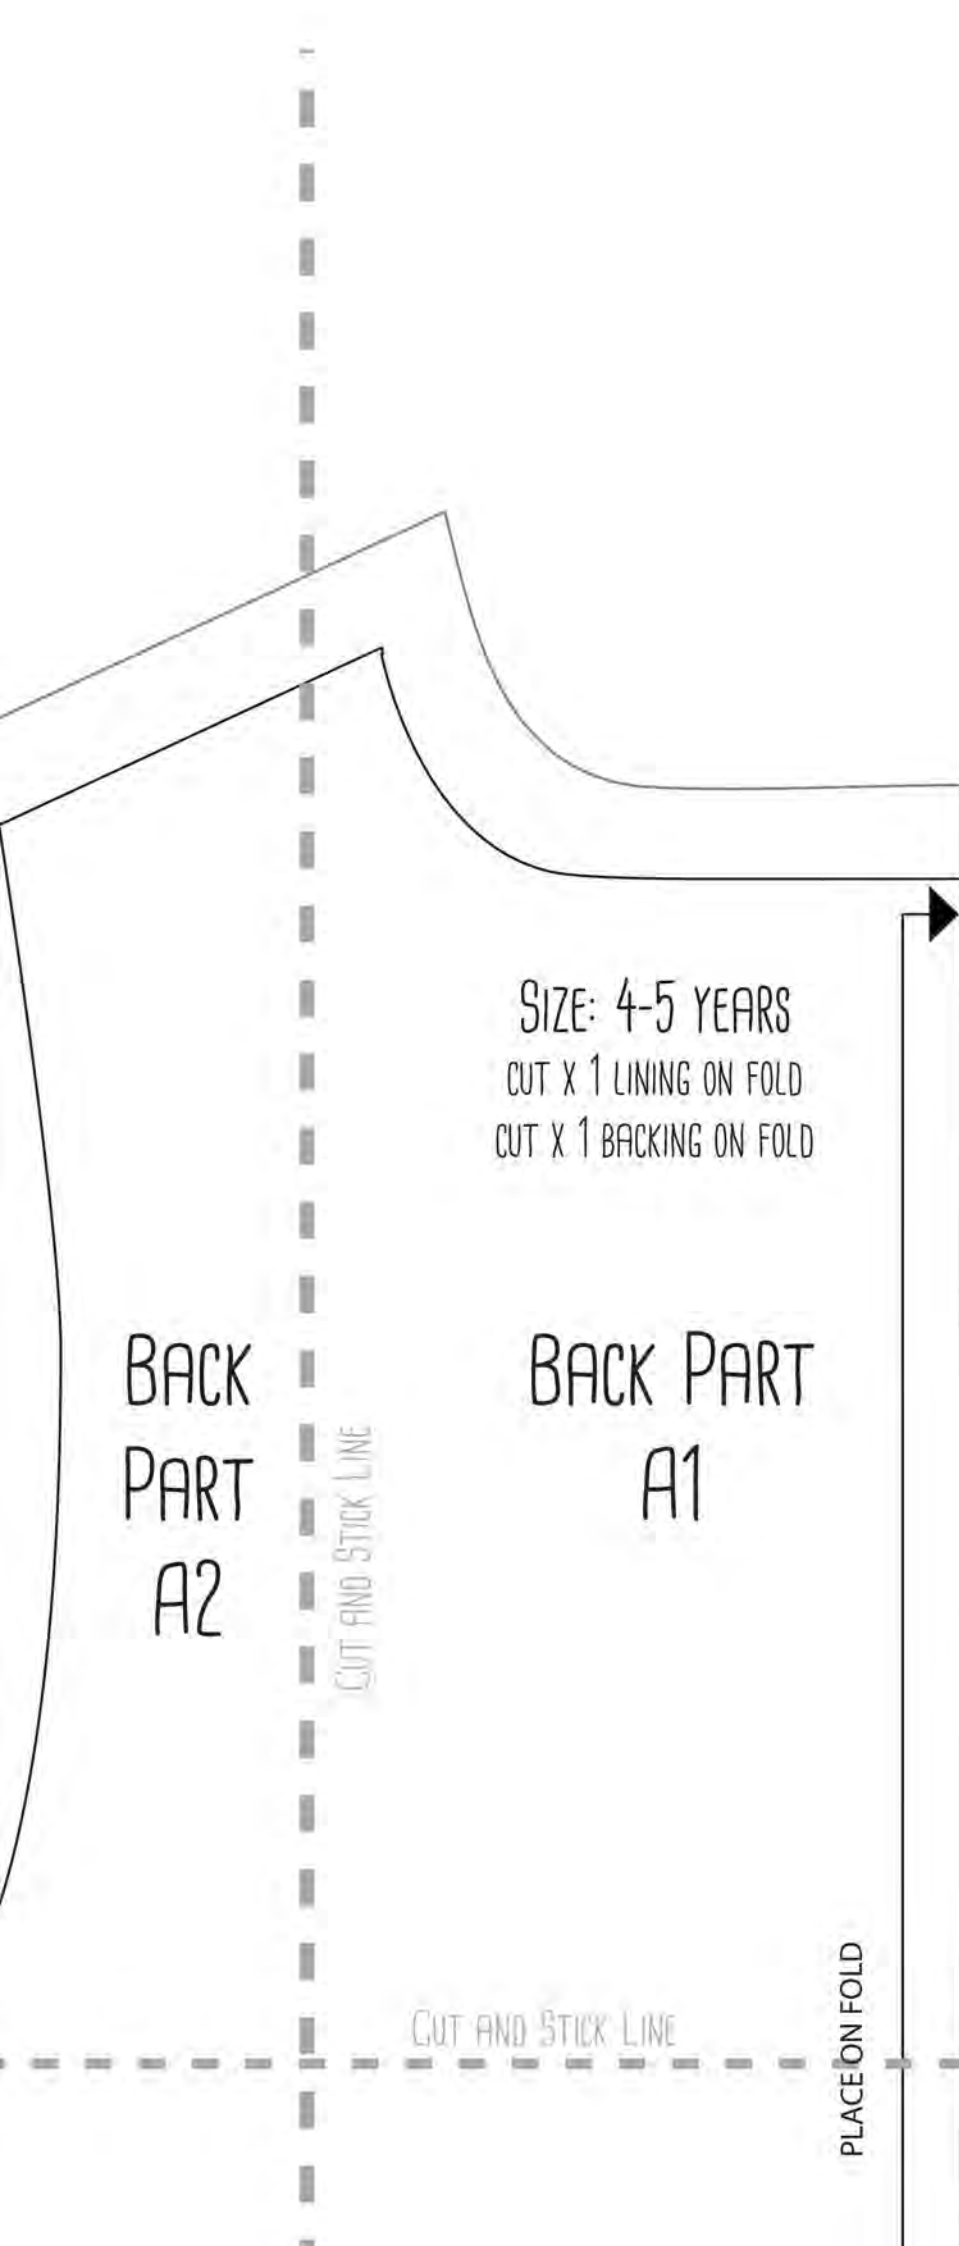 SIZE: 4-5 YEARS
CUT X 1 LINING ON FOLD
CUT X 1 BACKING ON FOLD
BACK
PART
A2
CUT AND STICK LINE
BACK PART
A1
CUT AND STICK LINE
PLACE ON FOLD